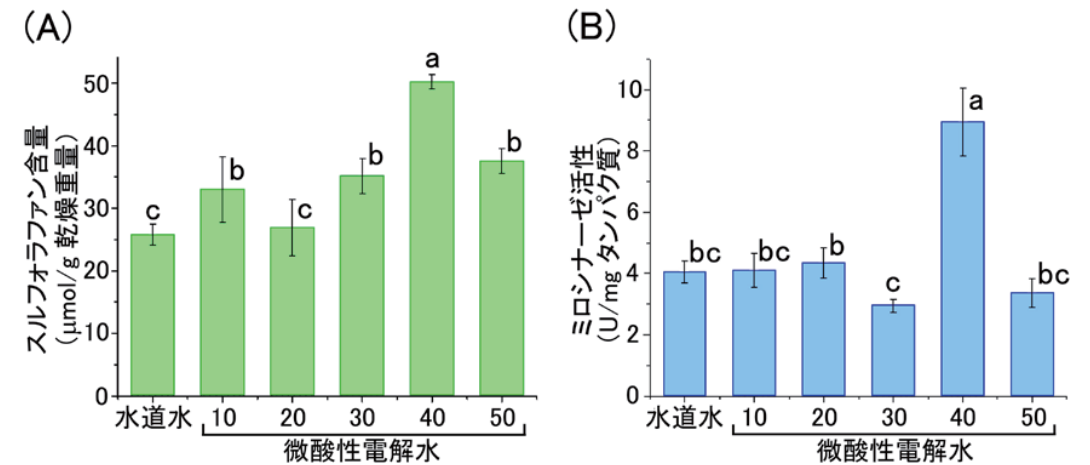 (A)
スルフォラファン含量
(μmol/g 乾燥重量)
50
40
30
20
10
0
c
b
c
b
a
b
水道水 10 20 30 40 50
微酸性電解水
(B)
ミロシナーゼ活性
(U/mg タンパク質)
10
8
6
4
2
0
bc
bc
b
c
a
bc
水道水 10 20 30 40 50
微酸性電解水